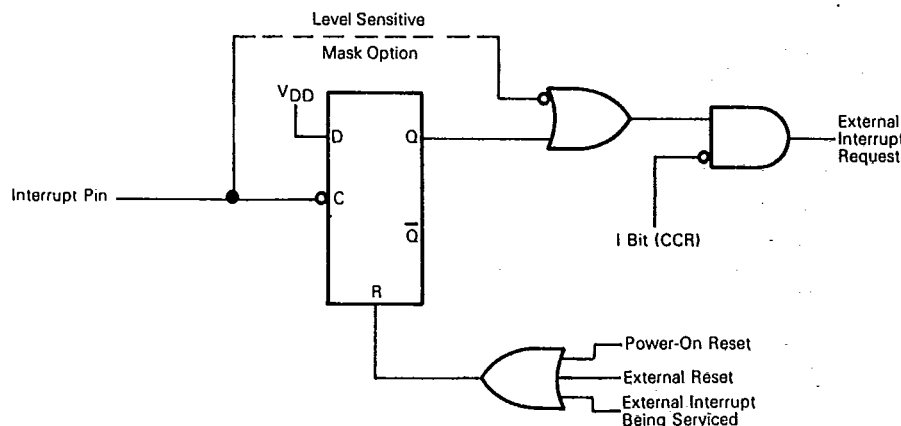 Level Sensitive
Mask Option
VDD
D
Q
Interrupt Pin
C
Q
R
External
Interrupt
Request
I Bit (CCR)
Power-On Reset
External Reset
External Interrupt
Being Serviced